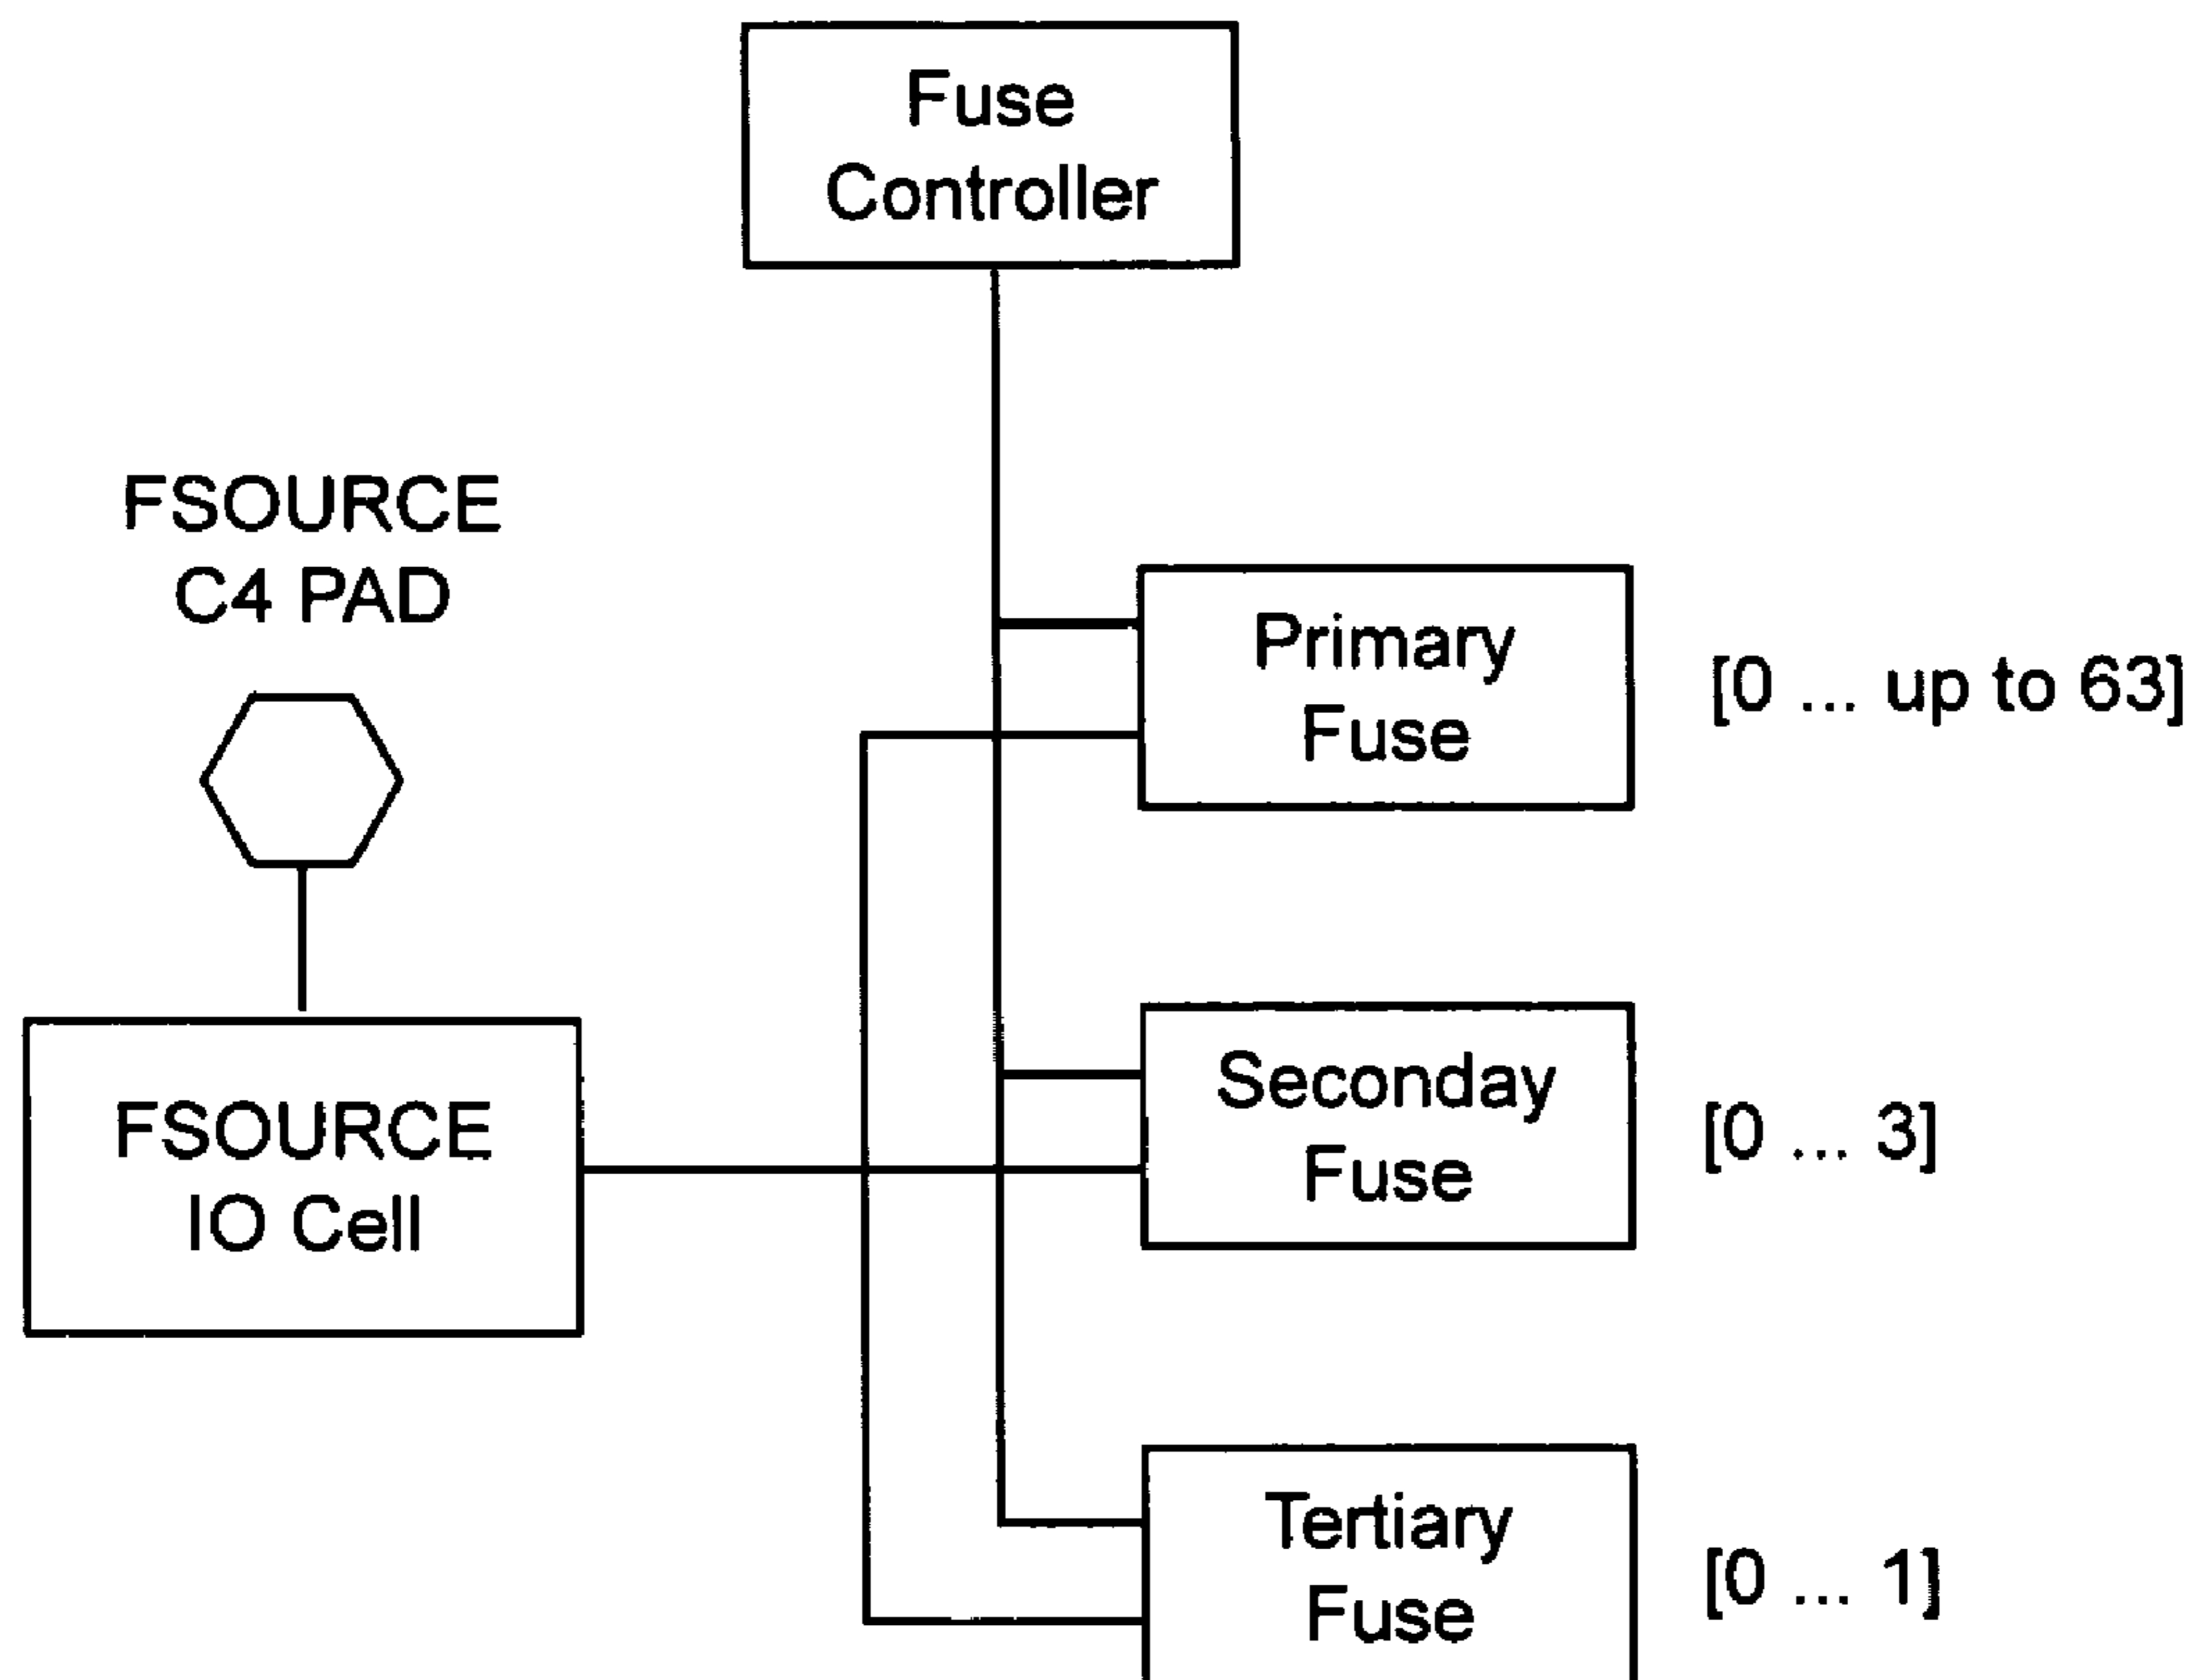 Fuse
Controller
FSOURCE
C4 PAD
Primary
Fuse
[0 ... up to 63]
FSOURCE
IO Cell
Seconday
Fuse
[0 ... 3]
Tertiary
Fuse
[0 ... 1]